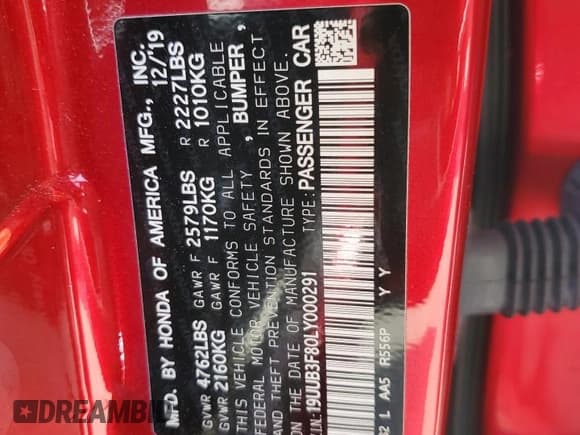 MFD. BY HONDA OF AMERICA MFG., INC.
12/'19
GVWR 4762LBS GAWR F 2579LBS R 2227LBS
GVWR 2160KG GAWR F 1170KG R 1010KG
THIS VEHICLE CONFORMS TO ALL APPLICABLE
FEDERAL MOTOR VEHICLE SAFETY , BUMPER ,
AND THEFT PREVENTION STANDARDS IN EFFECT
ON THE DATE OF MANUFACTURE SHOWN ABOVE.
V.I.N.:19UUB3F80LY000291 TYPE:PASSENGER CAR
L AA5 R556P Y Y
DREAMBID